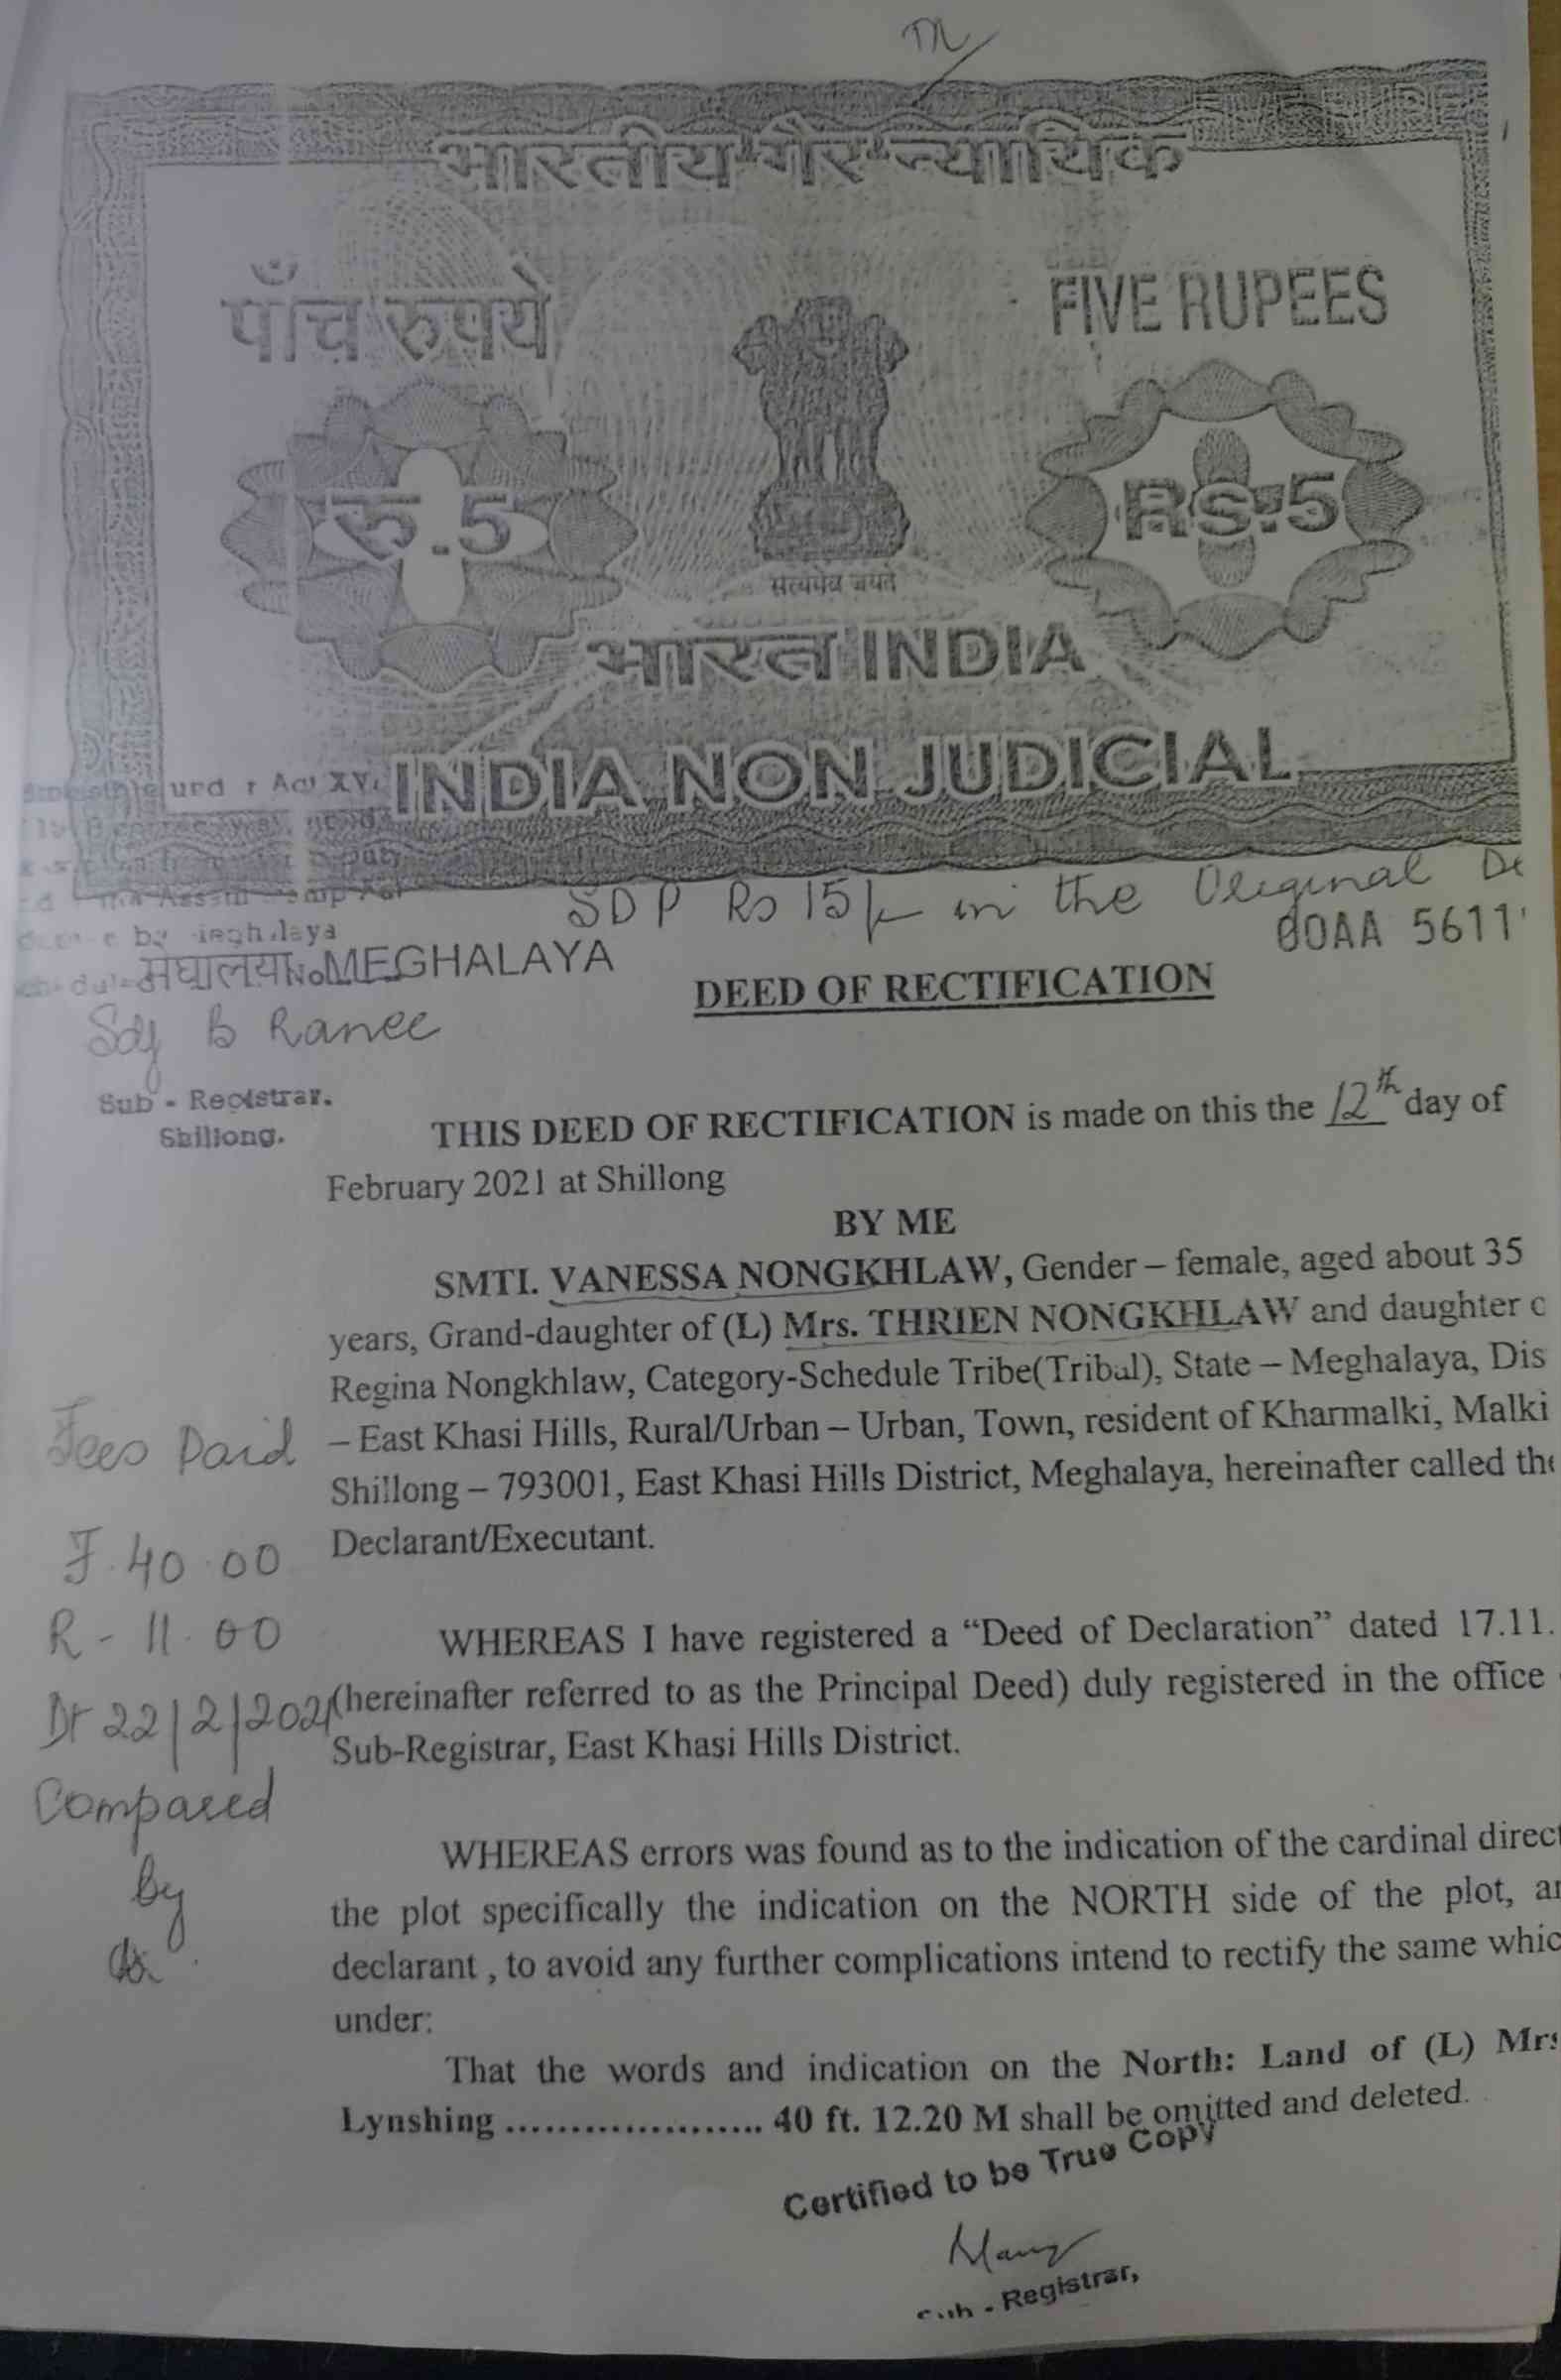 भारतीय गैर न्यायिक
पाँच रुपये
FIVE RUPEES
रु.5
RS.5
सत्यमेव जयते
भारत INDIA
INDIA NON JUDICIAL
SDP Rs 15/- in the Original
मेघालय MEGHALAYA
00AA 5611
DEED OF RECTIFICATION
Sd/ B Ranee
Sub - Registrar.
Shillong.
THIS DEED OF RECTIFICATION is made on this the 12th day of
February 2021 at Shillong
BY ME
SMTI. VANESSA NONGKHLAW, Gender – female, aged about 35
years, Grand-daughter of (L) Mrs. THRIEN NONGKHLAW and daughter
Regina Nongkhlaw, Category-Schedule Tribe(Tribal), State – Meghalaya, Dis
– East Khasi Hills, Rural/Urban – Urban, Town, resident of Kharmalki, Malki
Shillong – 793001, East Khasi Hills District, Meghalaya, hereinafter called the
Declarant/Executant.
Fees Paid
F. 40.00
R - 11.00
Dt 22/2/2021
Compared
by
WHEREAS I have registered a “Deed of Declaration” dated 17.11.
(hereinafter referred to as the Principal Deed) duly registered in the office
Sub-Registrar, East Khasi Hills District.
WHEREAS errors was found as to the indication of the cardinal direct
the plot specifically the indication on the NORTH side of the plot,
declarant , to avoid any further complications intend to rectify the same whic
under:
That the words and indication on the North: Land of (L) Mrs
Lynshing ..................... 40 ft. 12.20 M shall be omitted and deleted.
Certified to be True Copy
Sub - Registrar,